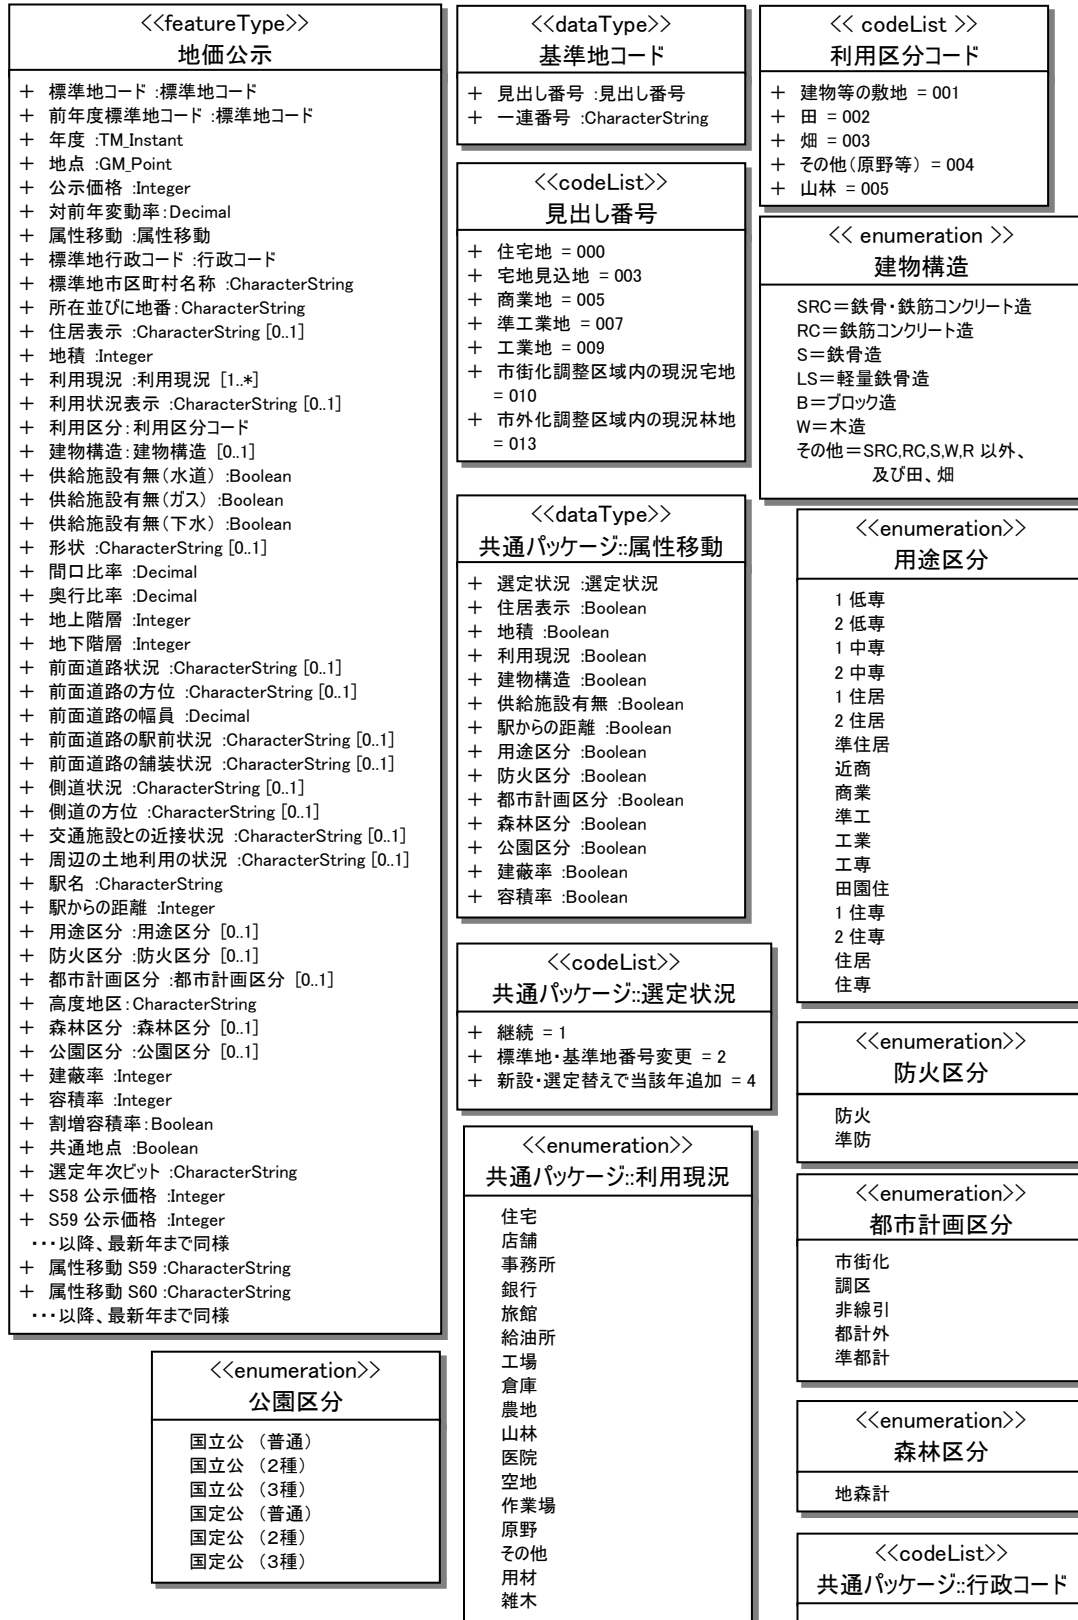 <<featureType>>
地価公示
＋ 標準地コード :標準地コード
＋ 前年度標準地コード :標準地コード
＋ 年度 :TM_Instant
＋ 地点 :GM_Point
＋ 公示価格 :Integer
＋ 対前年変動率:Decimal
＋ 属性移動 :属性移動
＋ 標準地行政コード :行政コード
＋ 標準地市区町村名称 :CharacterString
＋ 所在並びに地番:CharacterString
＋ 住居表示 :CharacterString [0..1]
＋ 地積 :Integer
＋ 利用現況 :利用現況 [1..*]
＋ 利用状況表示 :CharacterString [0..1]
＋ 利用区分:利用区分コード
＋ 建物構造:建物構造 [0..1]
＋ 供給施設有無（水道） :Boolean
＋ 供給施設有無（ガス） :Boolean
＋ 供給施設有無（下水） :Boolean
＋ 形状 :CharacterString [0..1]
＋ 間口比率 :Decimal
＋ 奥行比率 :Decimal
＋ 地上階層 :Integer
＋ 地下階層 :Integer
＋ 前面道路状況 :CharacterString [0..1]
＋ 前面道路の方位 :CharacterString [0..1]
＋ 前面道路の幅員 :Decimal
＋ 前面道路の駅前状況 :CharacterString [0..1]
＋ 前面道路の舗装状況 :CharacterString [0..1]
＋ 側道状況 :CharacterString [0..1]
＋ 側道の方位 :CharacterString [0..1]
＋ 交通施設との近接状況 :CharacterString [0..1]
＋ 周辺の土地利用の状況 :CharacterString [0..1]
＋ 駅名 :CharacterString
＋ 駅からの距離 :Integer
＋ 用途区分 :用途区分 [0..1]
＋ 防火区分 :防火区分 [0..1]
＋ 都市計画区分 :都市計画区分 [0..1]
＋ 高度地区:CharacterString
＋ 森林区分 :森林区分 [0..1]
＋ 公園区分 :公園区分 [0..1]
＋ 建蔽率 :Integer
＋ 容積率 :Integer
＋ 割増容積率:Boolean
＋ 共通地点 :Boolean
＋ 選定年次ビット :CharacterString
＋ S58 公示価格 :Integer
＋ S59 公示価格 :Integer
・・・以降、最新年まで同様
＋ 属性移動 S59 :CharacterString
＋ 属性移動 S60 :CharacterString
・・・以降、最新年まで同様
<<enumeration>>
公園区分
国立公 （普通）
国立公 （２種）
国立公 （３種）
国定公 （普通）
国定公 （２種）
国定公 （３種）
<<dataType>>
基準地コード
＋ 見出し番号 :見出し番号
＋ 一連番号 :CharacterString
<<codeList>>
見出し番号
＋ 住宅地 = 000
＋ 宅地見込地 = 003
＋ 商業地 = 005
＋ 準工業地 = 007
＋ 工業地 = 009
＋ 市街化調整区域内の現況宅地
= 010
＋ 市外化調整区域内の現況林地
= 013
<<dataType>>
共通パッケージ::属性移動
＋ 選定状況 :選定状況
＋ 住居表示 :Boolean
＋ 地積 :Boolean
＋ 利用現況 :Boolean
＋ 建物構造 :Boolean
＋ 供給施設有無 :Boolean
＋ 駅からの距離 :Boolean
＋ 用途区分 :Boolean
＋ 防火区分 :Boolean
＋ 都市計画区分 :Boolean
＋ 森林区分 :Boolean
＋ 公園区分 :Boolean
＋ 建蔽率 :Boolean
＋ 容積率 :Boolean
<<codeList>>
共通パッケージ::選定状況
＋ 継続 = 1
＋ 標準地・基準地番号変更 = 2
＋ 新設・選定替えで当該年追加 = 4
<<enumeration>>
共通パッケージ::利用現況
住宅
店舗
事務所
銀行
旅館
給油所
工場
倉庫
農地
山林
医院
空地
作業場
原野
その他
用材
雑木
<< codeList >>
利用区分コード
＋ 建物等の敷地 = 001
＋ 田 = 002
＋ 畑 = 003
＋ その他（原野等） = 004
＋ 山林 = 005
<< enumeration >>
建物構造
SRC＝鉄骨・鉄筋コンクリート造
RC＝鉄筋コンクリート造
S＝鉄骨造
LS＝軽量鉄骨造
B＝ブロック造
W＝木造
その他＝SRC,RC,S,W,R 以外、
及び田、畑
<<enumeration>>
用途区分
1 低専
2 低専
1 中専
2 中専
1 住居
2 住居
準住居
近商
商業
準工
工業
工専
田園住
1 住専
2 住専
住居
住専
<<enumeration>>
防火区分
防火
準防
<<enumeration>>
都市計画区分
市街化
調区
非線引
都計外
準都計
<<enumeration>>
森林区分
地森計
<<codeList>>
共通パッケージ::行政コード